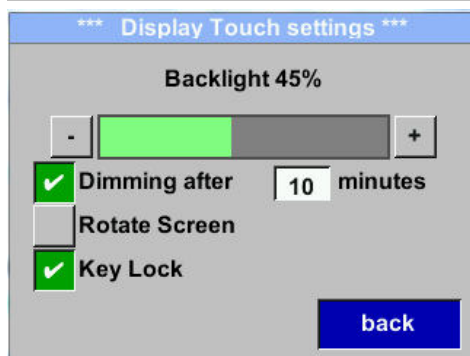 *** Display Touch settings ***
Backlight 45%
- +
Dimming after 10 minutes
Rotate Screen
Key Lock
back